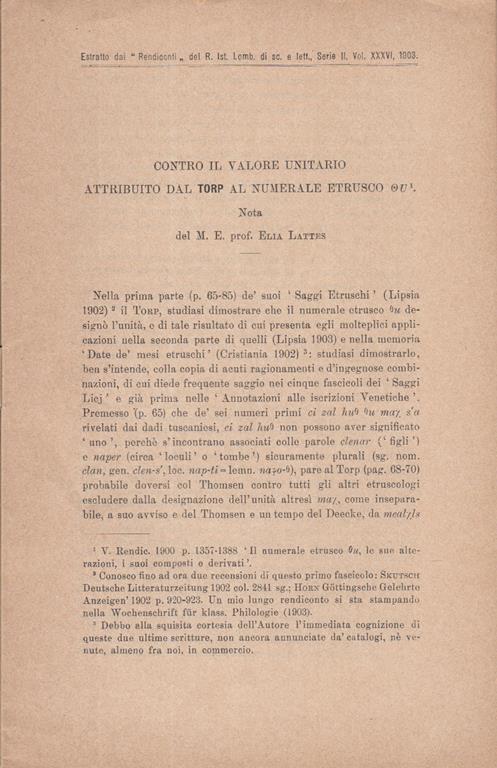 Estratto dai “ Rendiconti „ del R. Ist. Lomb. di sc. e lett., Serie II, Vol. XXXVI, 1903.
CONTRO IL VALORE UNITARIO
ATTRIBUITO DAL TORP AL NUMERALE ETRUSCO ΘU¹.
Nota
del M. E. prof. ELIA LATTES
Nella prima parte (p. 65-85) de’ suoi ‘ Saggi Etruschi ’ (Lipsia
1902) ² il TORP, studiasi dimostrare che il numerale etrusco ϑu de-
signò l’unità, e di tale risultato di cui presenta egli molteplici appli-
cazioni nella seconda parte di quelli (Lipsia 1903) e nella memoria
‘ Date de’ mesi etruschi ’ (Cristiania 1902) ³: studiasi dimostrarlo,
ben s’intende, colla copia di acuti ragionamenti e d’ingegnose combi-
nazioni, di cui diede frequente saggio nei cinque fascicoli dei ‘ Saggi
Licj ’ e già prima nelle ‘ Annotazioni alle iscrizioni Venetiche ’.
Premesso (p. 65) che de’ sei numeri primi ci zal huϑ ϑu maχ s’a
rivelati dai dadi tuscaniesi, ci zal huϑ non possono aver significato
‘ uno ’, perchè s’incontrano associati colle parole clenar (‘ figli ’)
e naper (circa ‘ loculi ’ o ‘ tombe ’) sicuramente plurali (sg. nom.
clan, gen. clen-s’, loc. nap-ti = lemn. naφo-ϑ), pare al Torp (pag. 68-70)
probabile doversi col Thomsen contro tutti gli altri etruscologi
escludere dalla designazione dell’unità altresì maχ, come insepara-
bile, a suo avviso e del Thomsen e un tempo del Deecke, da mealχls
¹ V. Rendic. 1900 p. 1357-1388 ‘ Il numerale etrusco ϑu, le sue alte-
razioni, i suoi composti e derivati ’.
² Conosco fino ad ora due recensioni di questo primo fascicolo: SKUTSCH
Deutsche Litteraturzeitung 1902 col. 2841 sg.; HORN Göttingsche Gelehrte
Anzeigen’ 1902 p. 920-923. Un mio lungo rendiconto si sta stampando
nella Wochenschrift für klass. Philologie (1903).
³ Debbo alla squisita cortesia dell’Autore l’immediata cognizione di
queste due ultime scritture, non ancora annunciate da’ catalogi, nè ve-
nute, almeno fra noi, in commercio.